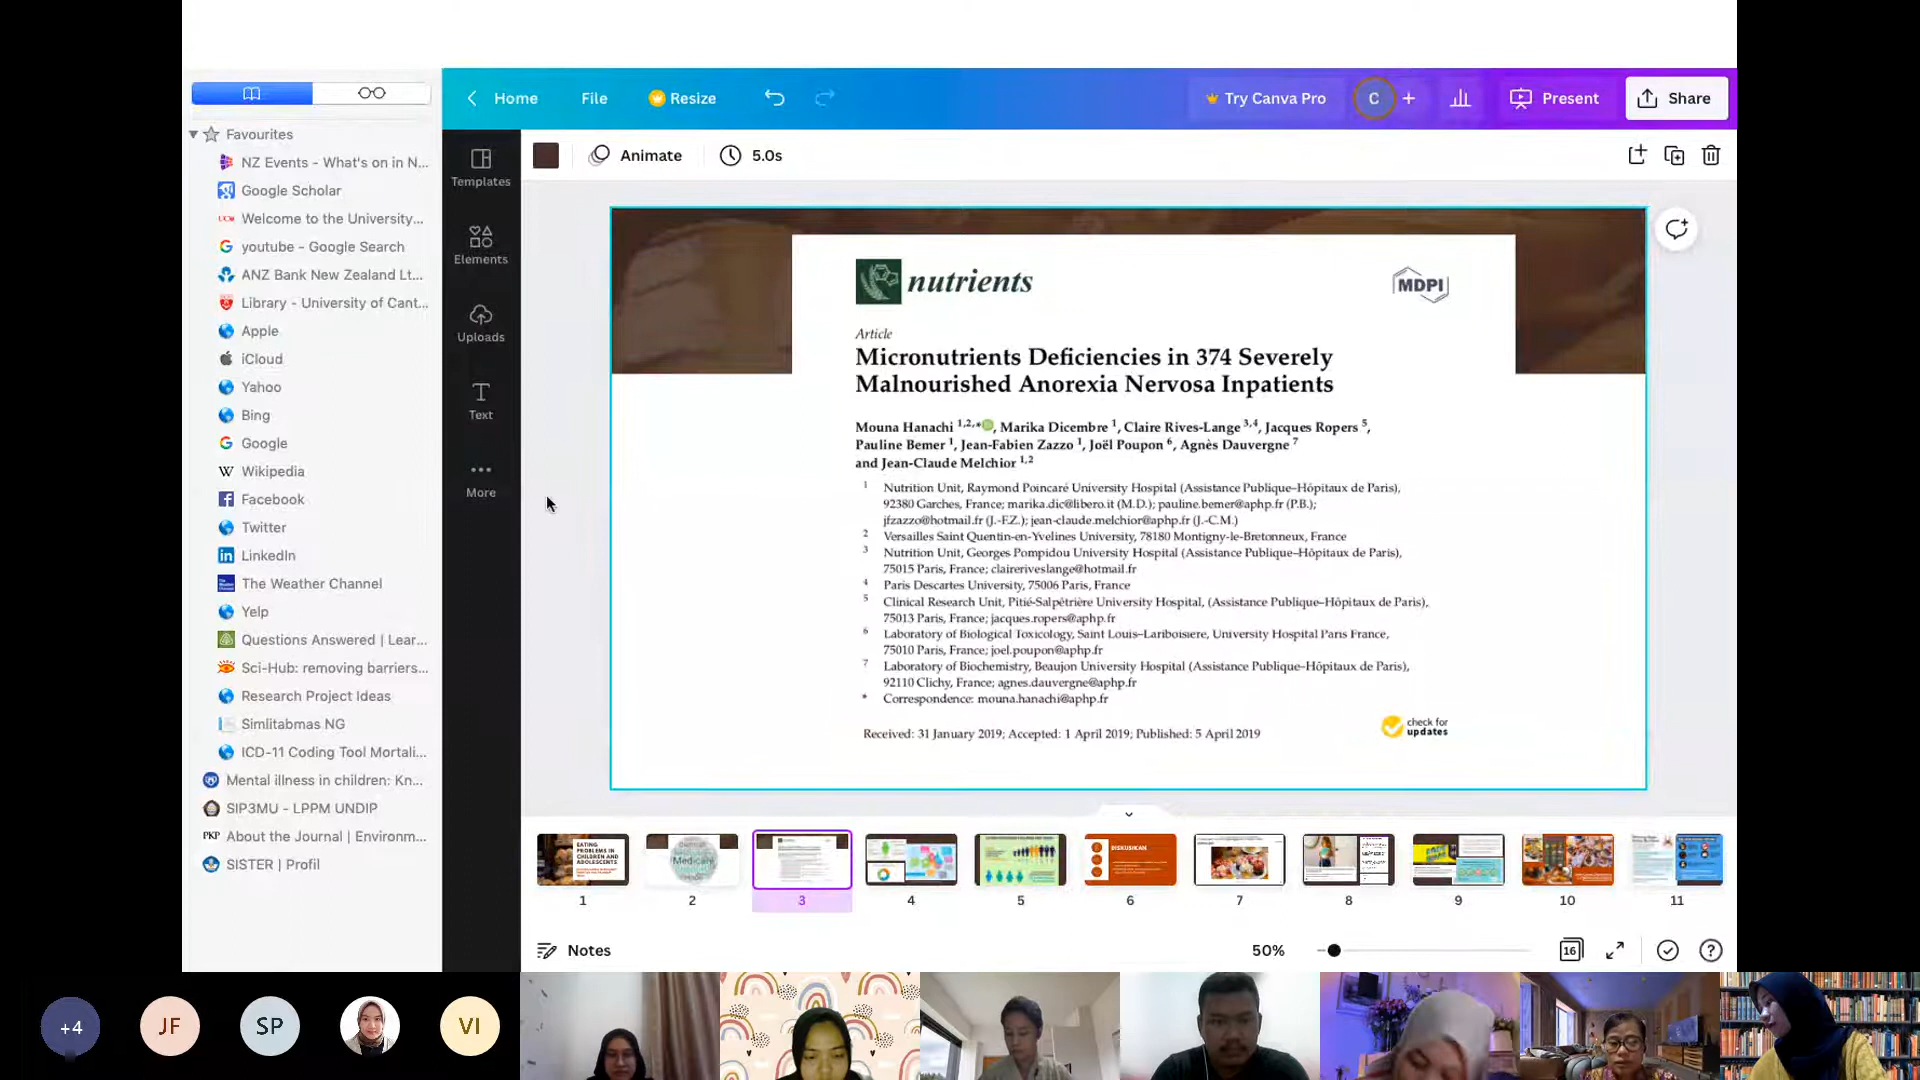 Home
File
Resize
Try Canva Pro
C
Present
Share
Favourites
NZ Events - What's on in N...
Google Scholar
Welcome to the University...
youtube - Google Search
ANZ Bank New Zealand Lt...
Library - University of Cant...
Apple
iCloud
Yahoo
Bing
Google
Wikipedia
Facebook
Twitter
LinkedIn
The Weather Channel
Yelp
Questions Answered | Lear...
Sci-Hub: removing barriers...
Research Project Ideas
Simlitabmas NG
ICD-11 Coding Tool Mortali...
Mental illness in children: Kn...
SIP3MU - LPPM UNDIP
PKP About the Journal | Environm...
SISTER | Profil
Templates
Elements
Uploads
Text
More
Animate
5.0s
nutrients
MDPI
Article
Micronutrients Deficiencies in 374 Severely
Malnourished Anorexia Nervosa Inpatients
Mouna Hanachi 1,2,*, Marika Dicembre 1, Claire Rives-Lange 3,4, Jacques Ropers 5,
Pauline Bemer 1, Jean-Fabien Zazzo 1, Joël Poupon 6, Agnès Dauvergne 7
and Jean-Claude Melchior 1,2
1 Nutrition Unit, Raymond Poincaré University Hospital (Assistance Publique–Hôpitaux de Paris),
92380 Garches, France; marika.dic@libero.it (M.D.); pauline.bemer@aphp.fr (P.B.);
jfzazzo@hotmail.fr (J.-F.Z.); jean-claude.melchior@aphp.fr (J.-C.M.)
2 Versailles Saint Quentin-en-Yvelines University, 78180 Montigny-le-Bretonneux, France
3 Nutrition Unit, Georges Pompidou University Hospital (Assistance Publique–Hôpitaux de Paris),
75015 Paris, France; claireriveslange@hotmail.fr
4 Paris Descartes University, 75006 Paris, France
5 Clinical Research Unit, Pitié-Salpêtrière University Hospital, (Assistance Publique–Hôpitaux de Paris),
75013 Paris, France; jacques.ropers@aphp.fr
6 Laboratory of Biological Toxicology, Saint Louis–Lariboisiere, University Hospital Paris France,
75010 Paris, France; joel.poupon@aphp.fr
7 Laboratory of Biochemistry, Beaujon University Hospital (Assistance Publique–Hôpitaux de Paris),
92110 Clichy, France; agnes.dauvergne@aphp.fr
* Correspondence: mouna.hanachi@aphp.fr
Received: 31 January 2019; Accepted: 1 April 2019; Published: 5 April 2019
check for
updates
EATING
PROBLEMS IN
CHILDREN AND
ADOLESCENTS
Medicare
DISKUSIKAN
1
2
3
4
5
6
7
8
9
10
11
Notes
50%
16
+4
JF
SP
VI